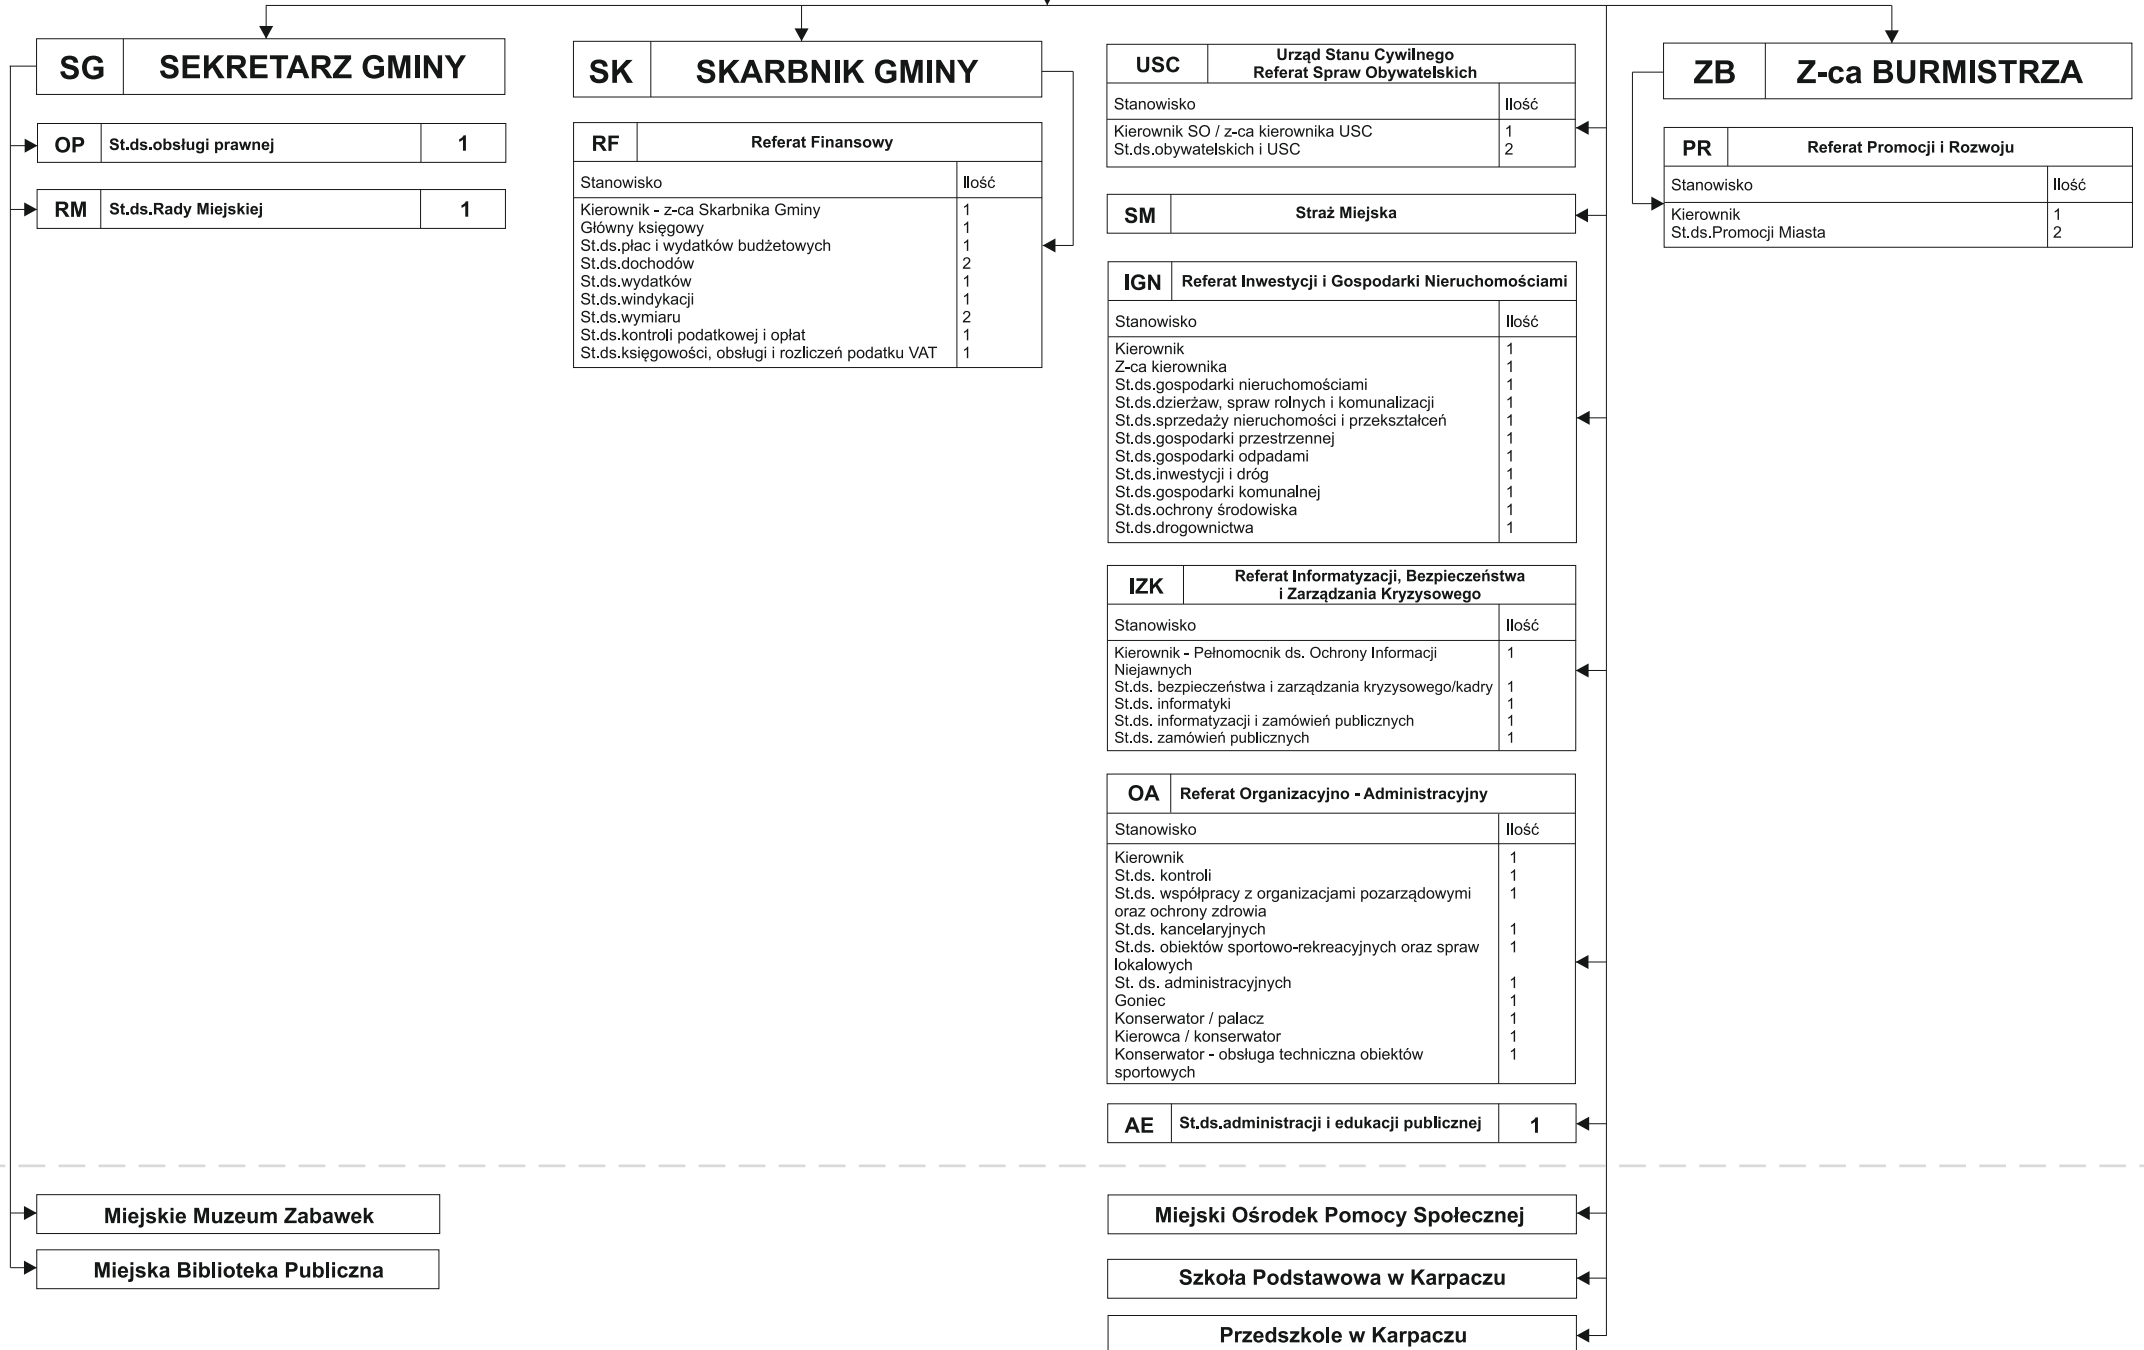 SG SEKRETARZ GMINY
OP St.ds.obsługi prawnej 1
RM St.ds.Rady Miejskiej 1
SK SKARBNIK GMINY
RF Referat Finansowy
Stanowisko Ilość
Kierownik - z-ca Skarbnika Gminy 1
Główny księgowy 1
St.ds.płac i wydatków budżetowych 1
St.ds.dochodów 2
St.ds.wydatków 1
St.ds.windykacji 1
St.ds.wymiaru 2
St.ds.kontroli podatkowej i opłat 1
St.ds.księgowości, obsługi i rozliczeń podatku VAT 1
USC Urząd Stanu Cywilnego
Referat Spraw Obywatelskich
Stanowisko Ilość
Kierownik SO / z-ca kierownika USC 1
St.ds.obywatelskich i USC 2
SM Straż Miejska
IGN Referat Inwestycji i Gospodarki Nieruchomościami
Stanowisko Ilość
Kierownik 1
Z-ca kierownika 1
St.ds.gospodarki nieruchomościami 1
St.ds.dzierżaw, spraw rolnych i komunalizacji 1
St.ds.sprzedaży nieruchomości i przekształceń 1
St.ds.gospodarki przestrzennej 1
St.ds.gospodarki odpadami 1
St.ds.inwestycji i dróg 1
St.ds.gospodarki komunalnej 1
St.ds.ochrony środowiska 1
St.ds.drogownictwa 1
IZK Referat Informatyzacji, Bezpieczeństwa
i Zarządzania Kryzysowego
Stanowisko Ilość
Kierownik - Pełnomocnik ds. Ochrony Informacji 1
Niejawnych
St.ds. bezpieczeństwa i zarządzania kryzysowego/kadry 1
St.ds. informatyki 1
St.ds. informatyzacji i zamówień publicznych 1
St.ds. zamówień publicznych 1
OA Referat Organizacyjno - Administracyjny
Stanowisko Ilość
Kierownik 1
St.ds. kontroli 1
St.ds. współpracy z organizacjami pozarządowymi 1
oraz ochrony zdrowia
St.ds. kancelaryjnych 1
St.ds. obiektów sportowo-rekreacyjnych oraz spraw 1
lokalowych
St. ds. administracyjnych 1
Goniec 1
Konserwator / palacz 1
Kierowca / konserwator 1
Konserwator - obsługa techniczna obiektów 1
sportowych
AE St.ds.administracji i edukacji publicznej 1
ZB Z-ca BURMISTRZA
PR Referat Promocji i Rozwoju
Stanowisko Ilość
Kierownik 1
St.ds.Promocji Miasta 2
Miejskie Muzeum Zabawek
Miejska Biblioteka Publiczna
Miejski Ośrodek Pomocy Społecznej
Szkoła Podstawowa w Karpaczu
Przedszkole w Karpaczu